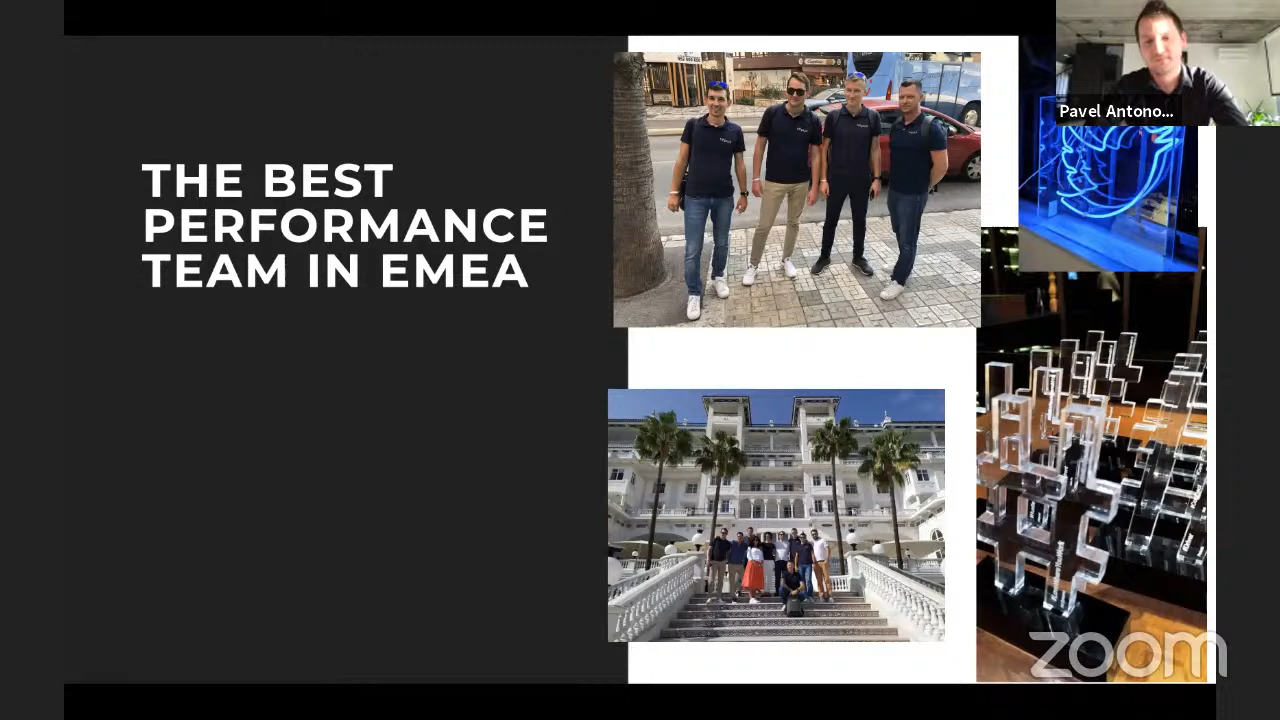 THE BEST
PERFORMANCE
TEAM IN EMEA
Pavel Antono...
zoom